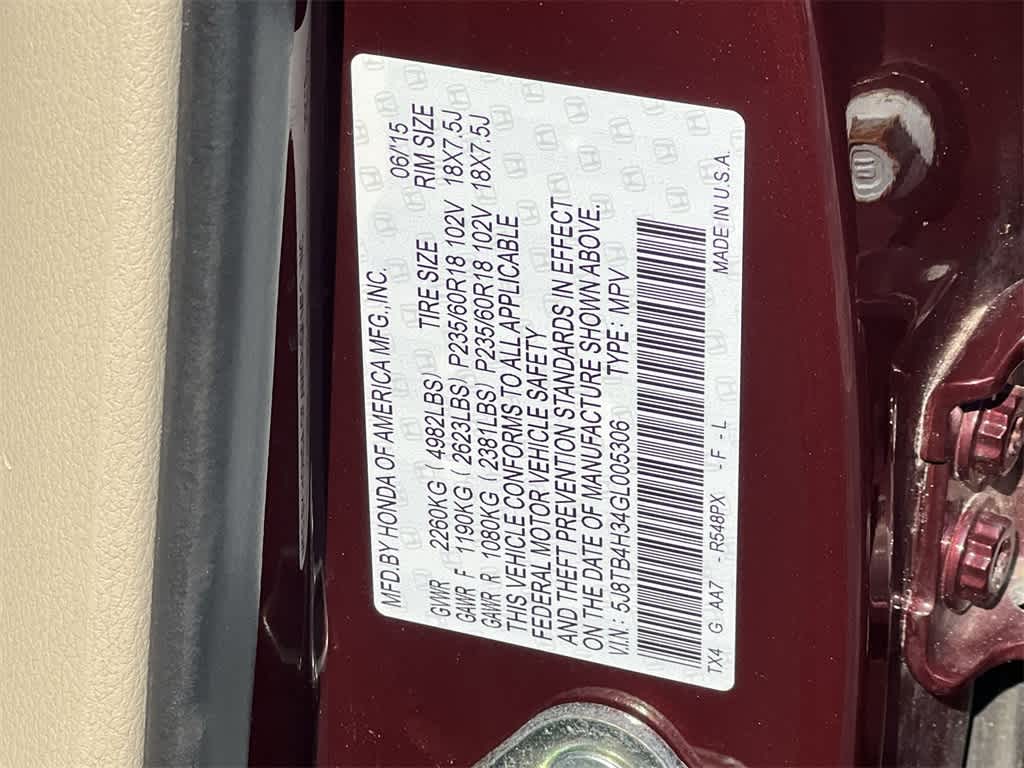 MFD.BY HONDA OF AMERICA MFG.,INC. 06/15
GVWR 2260KG ( 4982LBS) TIRE SIZE RIM SIZE
GAWR F 1190KG ( 2623LBS) P235/60R18 102V 18X7.5J
GAWR R 1080KG ( 2381LBS) P235/60R18 102V 18X7.5J
THIS VEHICLE CONFORMS TO ALL APPLICABLE
FEDERAL MOTOR VEHICLE SAFETY
AND THEFT PREVENTION STANDARDS IN EFFECT
ON THE DATE OF MANUFACTURE SHOWN ABOVE.
V.I.N.: 5J8TB4H34GL005306 TYPE: MPV
TX4 G AA7 - R548PX - F - L MADE IN U.S.A.